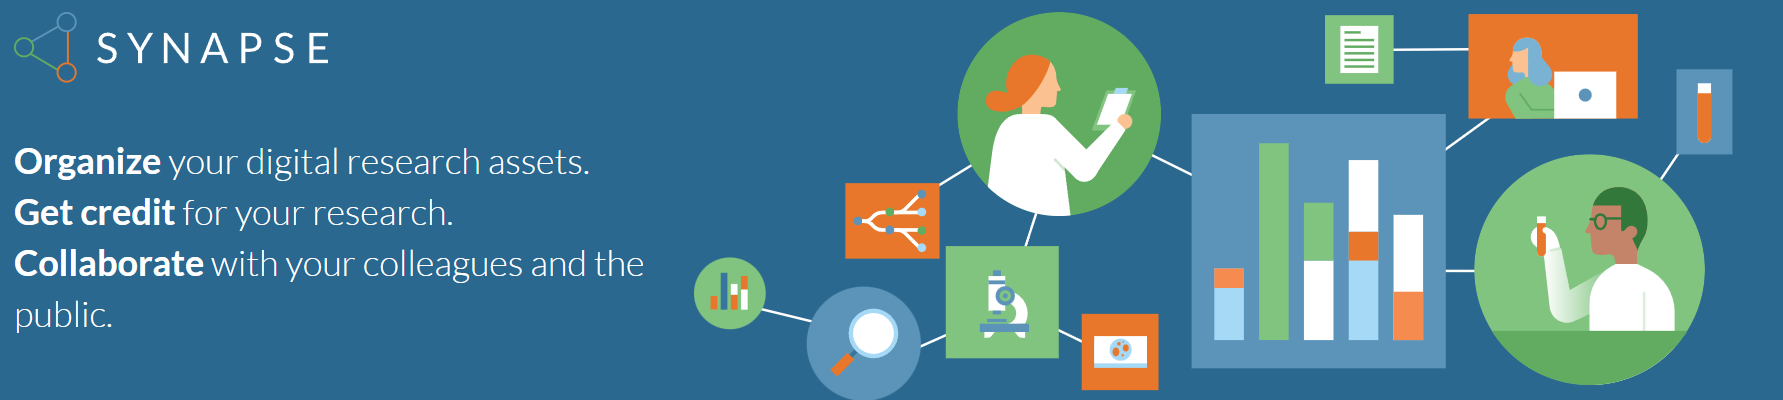 SYNAPSE
Organize your digital research assets.
Get credit for your research.
Collaborate with your colleagues and the
public.